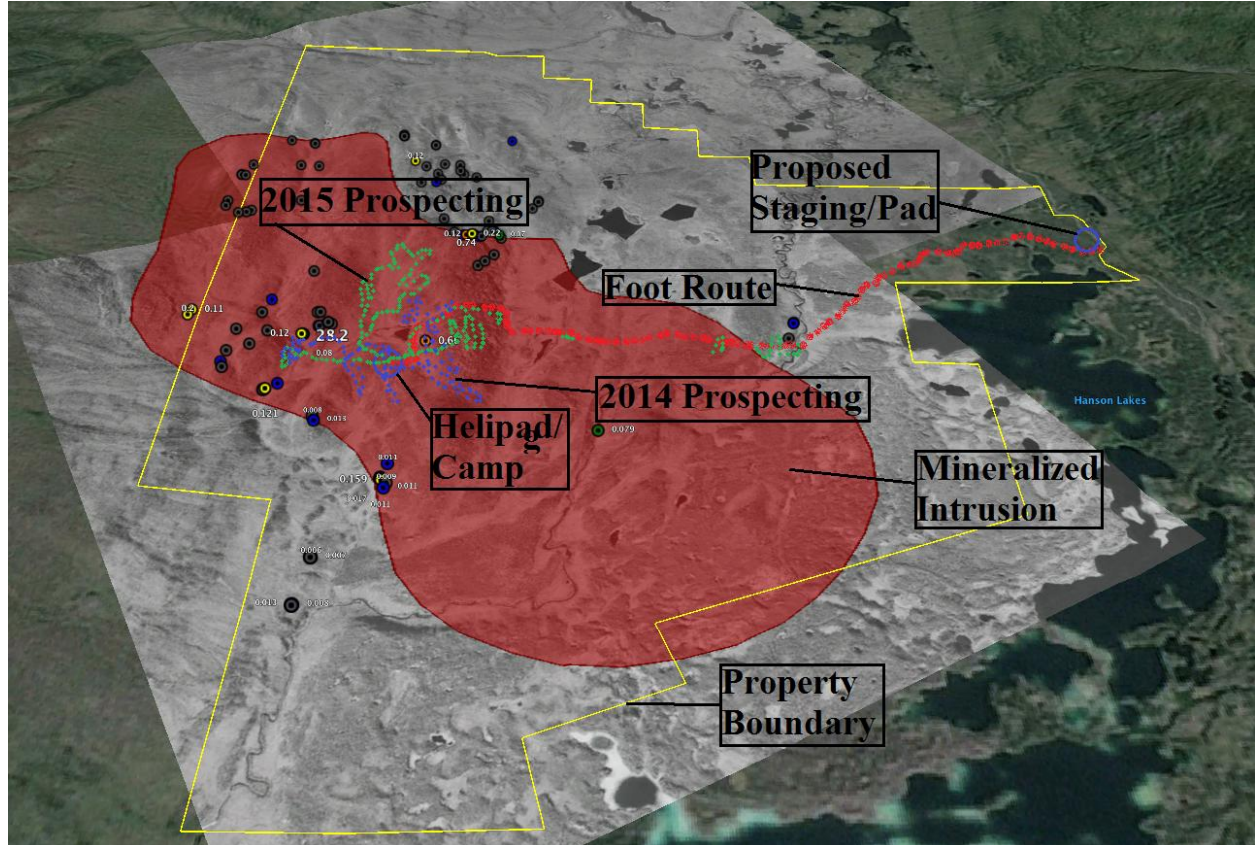 0.12
Proposed
Staging/Pad
2015 Prospecting
0.12
0.22
0.17
0.74
Foot Route
0.11
0.12
28.2
0.08
2014 Prospecting
Hanson Lakes
0.121
0.008
Helipad/
Camp
g
0.079
0.011
0.159
0.009
0.011
0.011
Mineralized
Intrusion
0.006
0.013
Property
Boundary